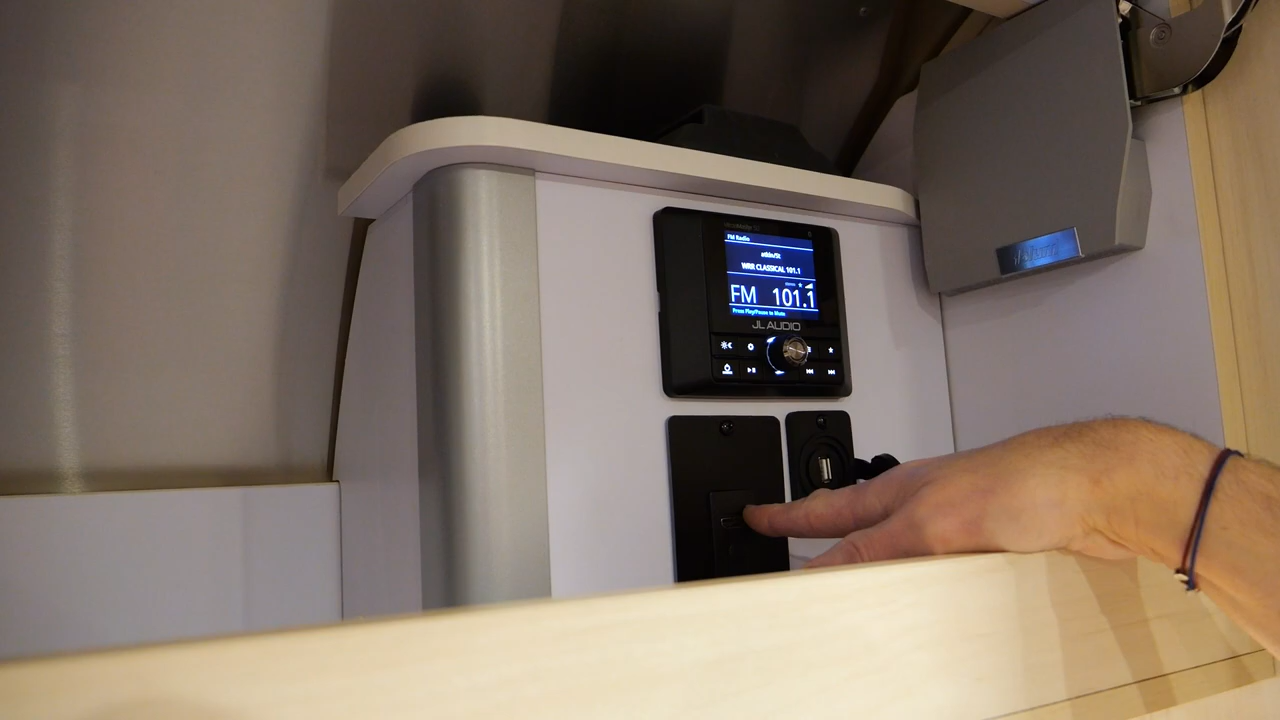 FM Radio
WRR CLASSICAL 101.1
FM 101.1
Press Play/Pause to Mute
JL AUDIO